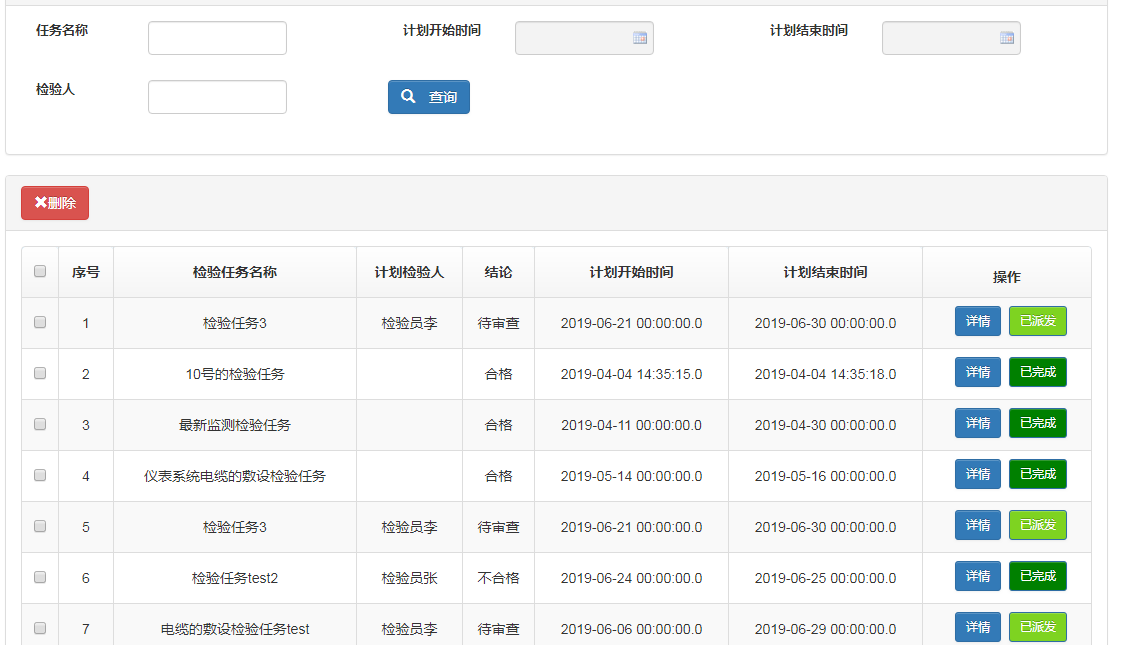 任务名称 计划开始时间 计划结束时间
检验人 查询
删除
序号 检验任务名称 计划检验人 结论 计划开始时间 计划结束时间 操作
1 检验任务3 检验员李 待审查 2019-06-21 00:00:00.0 2019-06-30 00:00:00.0 详情 已派发
2 10号的检验任务 合格 2019-04-04 14:35:15.0 2019-04-04 14:35:18.0 详情 已完成
3 最新监测检验任务 合格 2019-04-11 00:00:00.0 2019-04-30 00:00:00.0 详情 已完成
4 仪表系统电缆的敷设检验任务 合格 2019-05-14 00:00:00.0 2019-05-16 00:00:00.0 详情 已完成
5 检验任务3 检验员李 待审查 2019-06-21 00:00:00.0 2019-06-30 00:00:00.0 详情 已派发
6 检验任务test2 检验员张 不合格 2019-06-24 00:00:00.0 2019-06-25 00:00:00.0 详情 已完成
7 电缆的敷设检验任务test 检验员李 待审查 2019-06-06 00:00:00.0 2019-06-29 00:00:00.0 详情 已派发